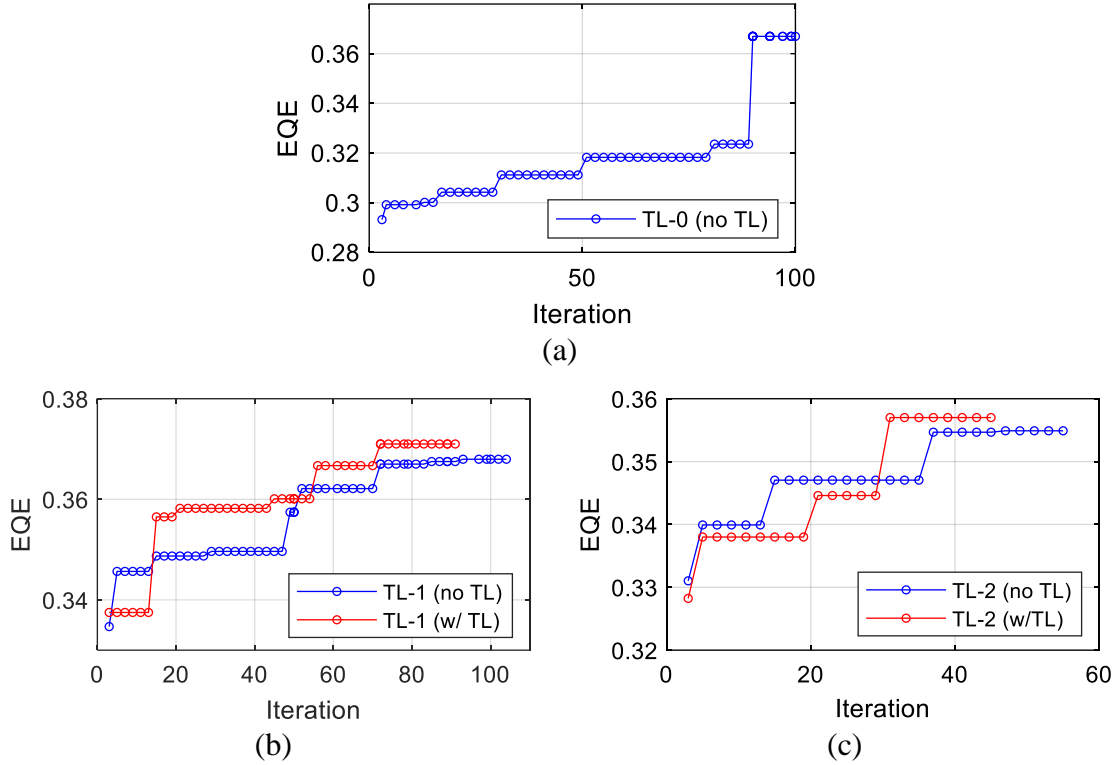 0.36
0.34
0.32
0.3
0.28
EQE
TL-0 (no TL)
0
50
100
Iteration
(a)
0.38
0.36
0.34
EQE
TL-1 (no TL)
TL-1 (w/ TL)
0
20
40
60
80
100
Iteration
(b)
0.36
0.35
0.34
0.33
0.32
EQE
TL-2 (no TL)
TL-2 (w/TL)
0
20
40
60
Iteration
(c)